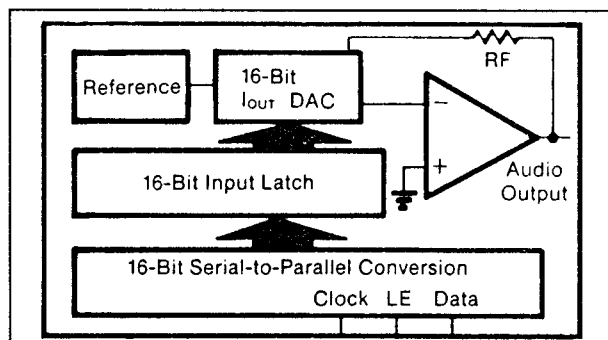 RF
Reference
16-Bit
IOUT DAC
−
+
Audio
Output
16-Bit Input Latch
16-Bit Serial-to-Parallel Conversion
Clock LE Data